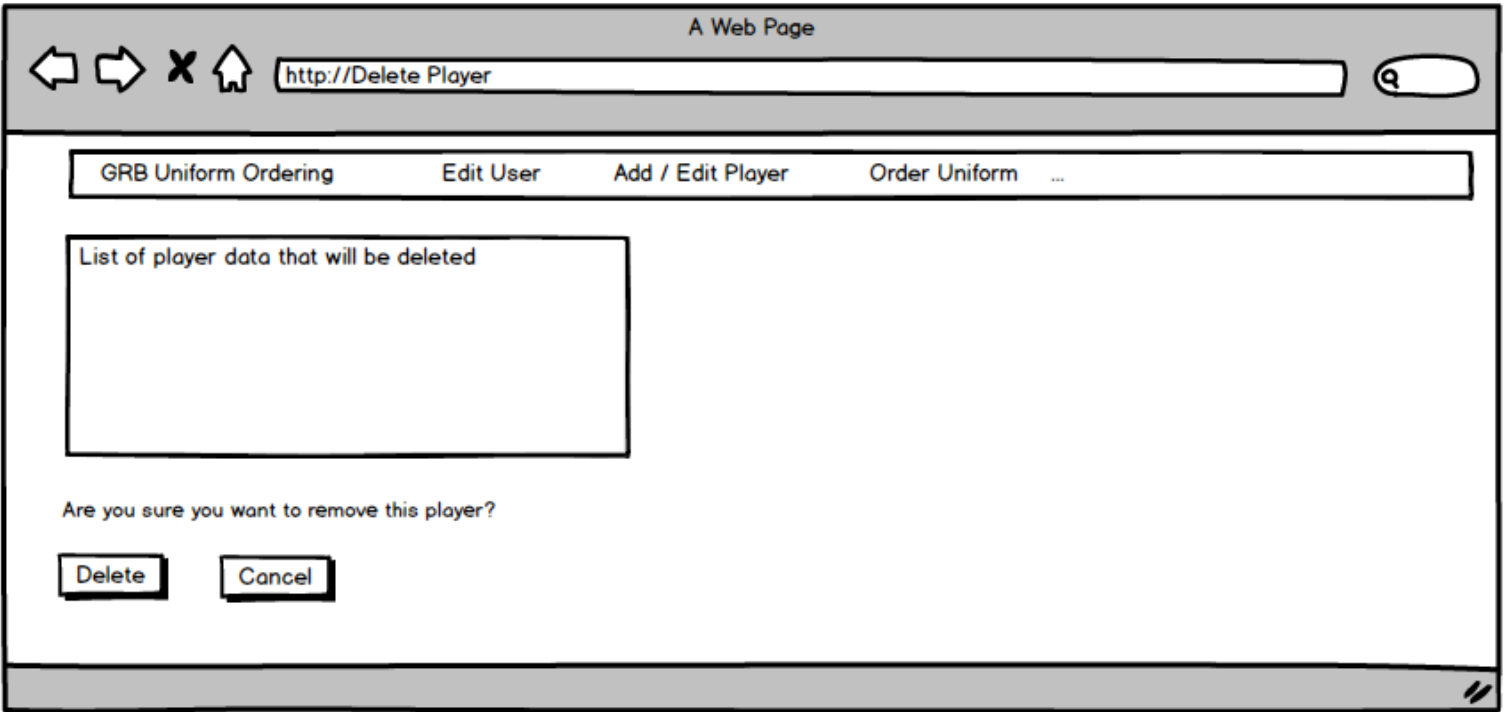 A Web Page
http://Delete Player
GRB Uniform Ordering Edit User Add / Edit Player Order Uniform ...
List of player data that will be deleted
Are you sure you want to remove this player?
Delete Cancel